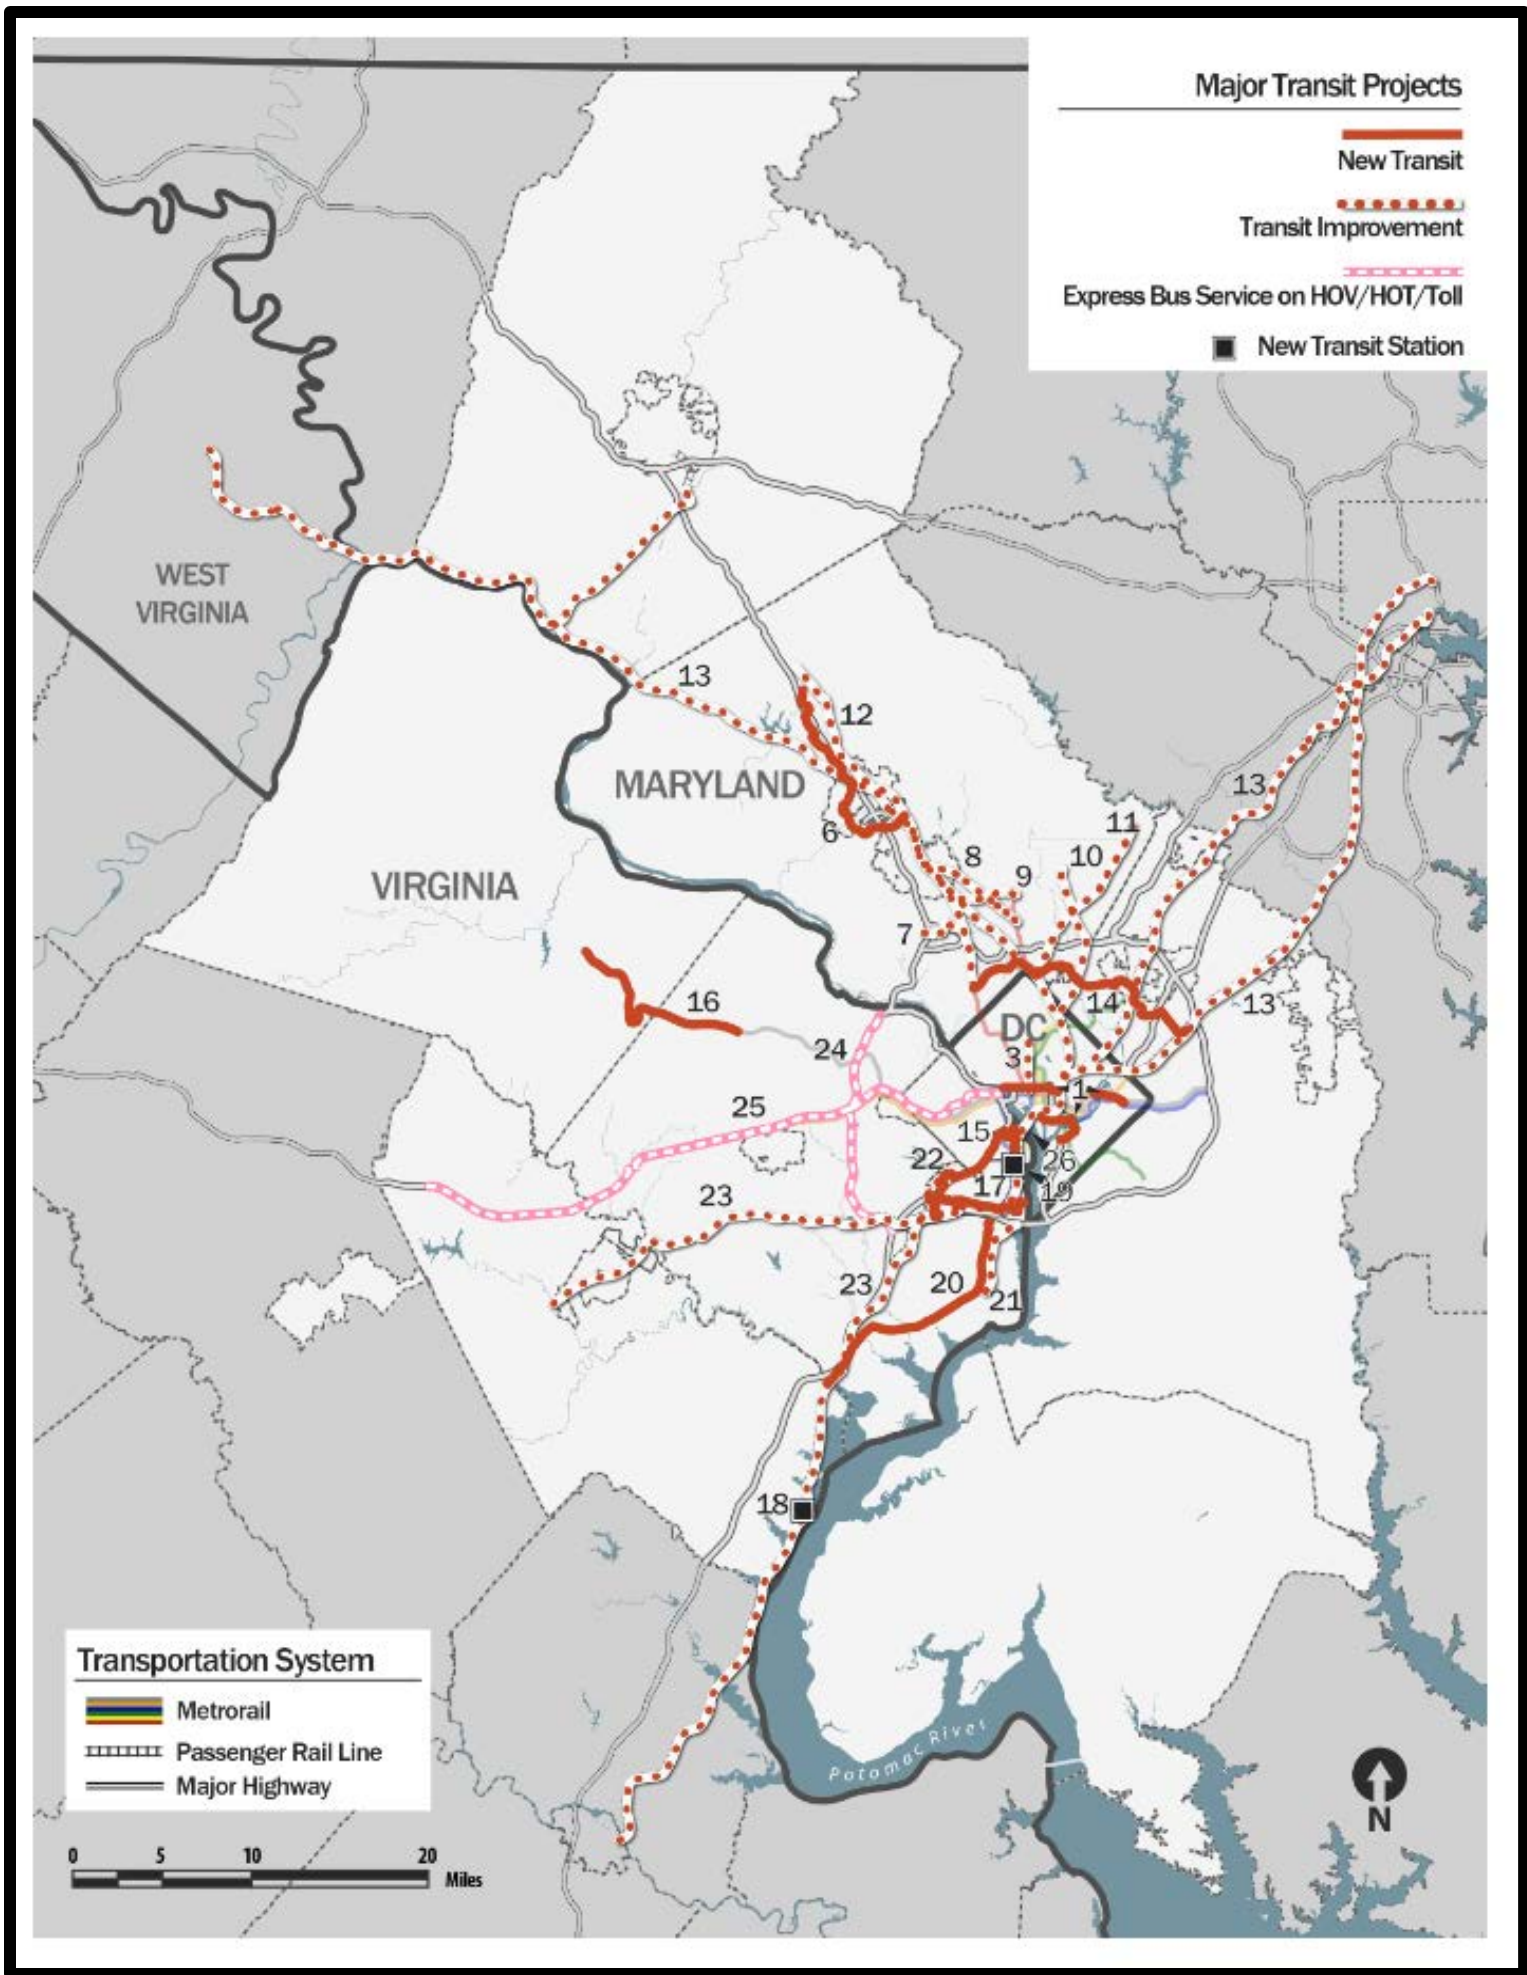 Major Transit Projects
New Transit
Transit Improvement
Express Bus Service on HOV/HOT/Toll
New Transit Station
WEST
VIRGINIA
13
12
MARYLAND
13
6
11
8
10
9
VIRGINIA
7
16
14
13
DC
24
3
1
25
15
22
26
17
19
23
23
20
21
18
Transportation System
Metrorail
Passenger Rail Line
Major Highway
Potomac River
N
0 5 10 20
Miles